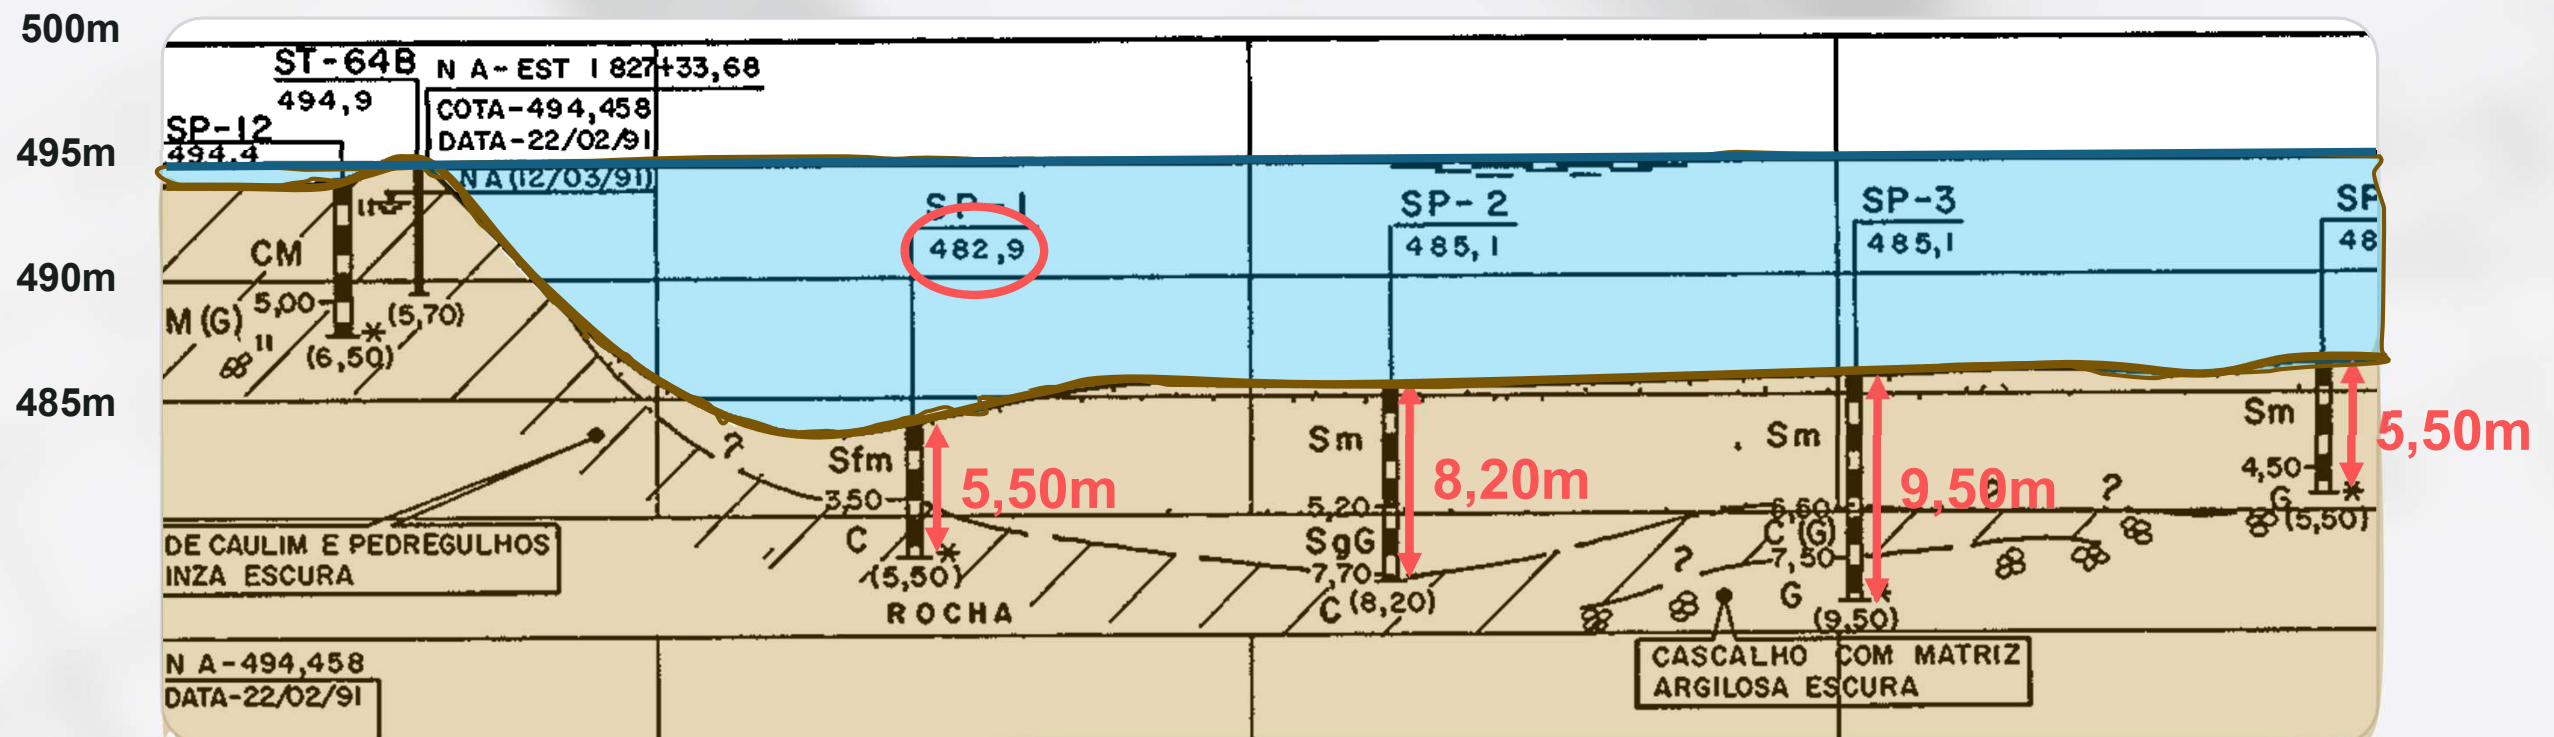 500m
ST-64B
494,9
N A- EST 1 827+33,68
COTA-494,458
DATA-22/02/91
SP-12
494,4
495m
N A (12/03/91)
SP-1
482,9
SP-2
485,1
SP-3
485,1
SP
48
CM
490m
5,00
(5,70)
M (G)
(6,50)
485m
?
Sfm
3,50
5,50m
C
(5,50)
ROCHA
Sm
8,20m
5,20
SgG
7,70
C (8,20)
Sm
9,50m
6,60
C (G)
7,50
G
(9,50)
?
?
?
Sm
5,50m
4,50
G
(5,50)
DE CAULIM E PEDREGULHOS
INZA ESCURA
CASCALHO COM MATRIZ
ARGILOSA ESCURA
N A-494,458
DATA-22/02/91